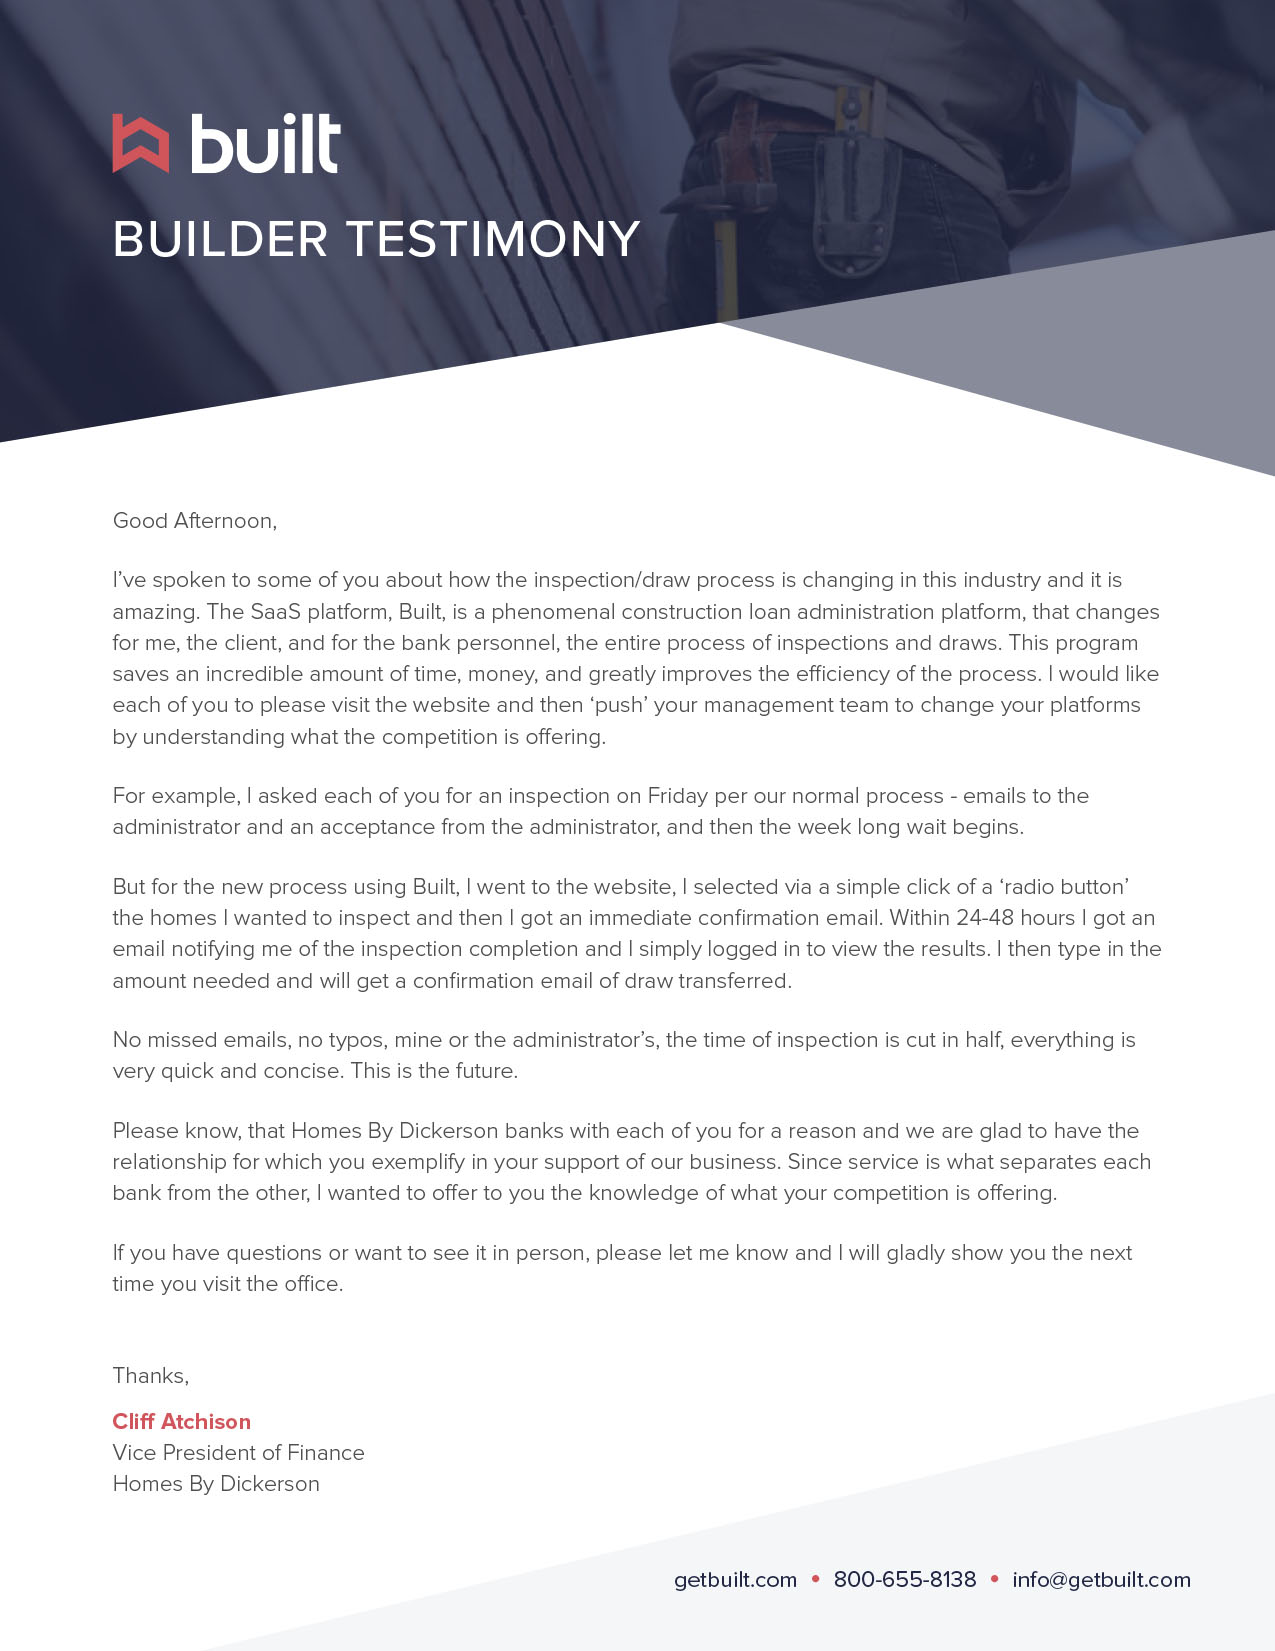 built
BUILDER TESTIMONY
Good Afternoon,
I’ve spoken to some of you about how the inspection/draw process is changing in this industry and it is
amazing. The SaaS platform, Built, is a phenomenal construction loan administration platform, that changes
for me, the client, and for the bank personnel, the entire process of inspections and draws. This program
saves an incredible amount of time, money, and greatly improves the efficiency of the process. I would like
each of you to please visit the website and then ‘push’ your management team to change your platforms
by understanding what the competition is offering.
For example, I asked each of you for an inspection on Friday per our normal process - emails to the
administrator and an acceptance from the administrator, and then the week long wait begins.
But for the new process using Built, I went to the website, I selected via a simple click of a ‘radio button’
the homes I wanted to inspect and then I got an immediate confirmation email. Within 24-48 hours I got an
email notifying me of the inspection completion and I simply logged in to view the results. I then type in the
amount needed and will get a confirmation email of draw transferred.
No missed emails, no typos, mine or the administrator’s, the time of inspection is cut in half, everything is
very quick and concise. This is the future.
Please know, that Homes By Dickerson banks with each of you for a reason and we are glad to have the
relationship for which you exemplify in your support of our business. Since service is what separates each
bank from the other, I wanted to offer to you the knowledge of what your competition is offering.
If you have questions or want to see it in person, please let me know and I will gladly show you the next
time you visit the office.
Thanks,
Cliff Atchison
Vice President of Finance
Homes By Dickerson
getbuilt.com • 800-655-8138 • info@getbuilt.com